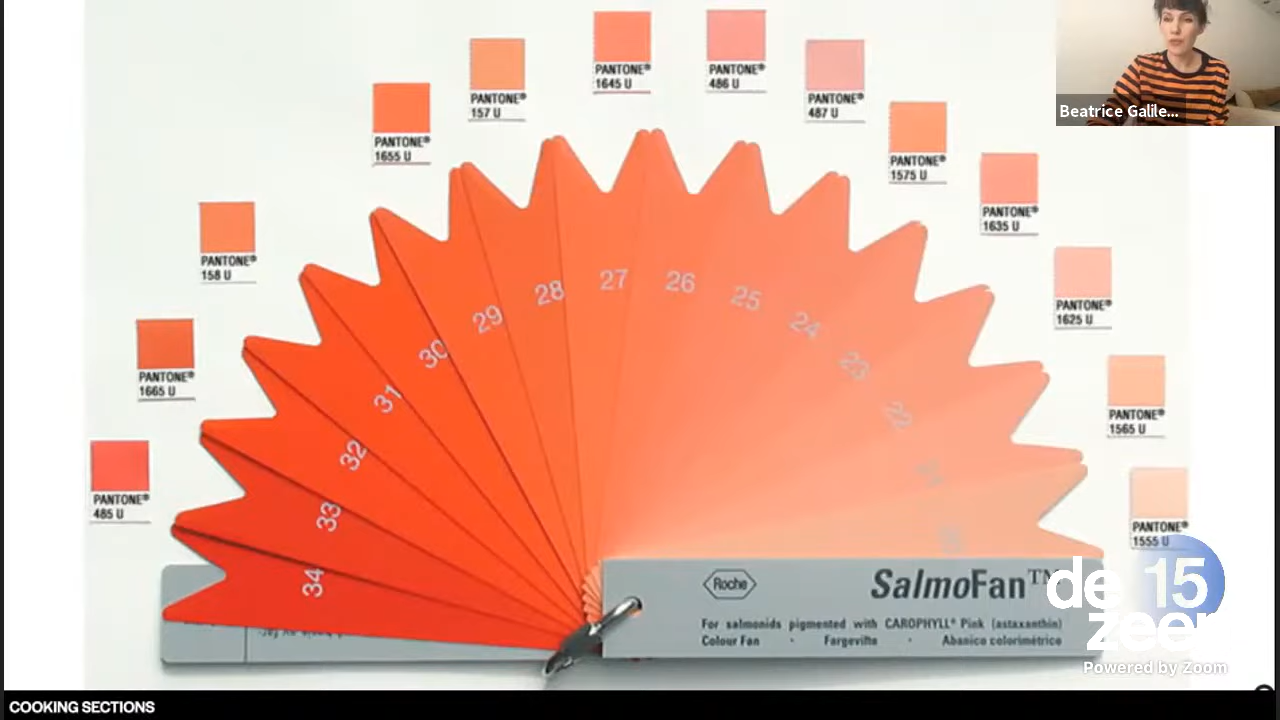 PANTONE®
1645 U
PANTONE®
486 U
PANTONE®
157 U
PANTONE®
487 U
PANTONE®
1655 U
PANTONE®
1575 U
PANTONE®
1635 U
PANTONE®
158 U
PANTONE®
1625 U
PANTONE®
1665 U
PANTONE®
1565 U
PANTONE®
485 U
PANTONE®
1555 U
Beatrice Galile...
34
33
32
31
30
29
28
27
26
25
24
23
22
Roche
SalmoFan™
For salmonids pigmented with CAROPHYLL® Pink (astaxanthin)
Colour Fan · Fargevifte · Abanico colorimétrico
de 15
zeen
Powered by Zoom
COOKING SECTIONS